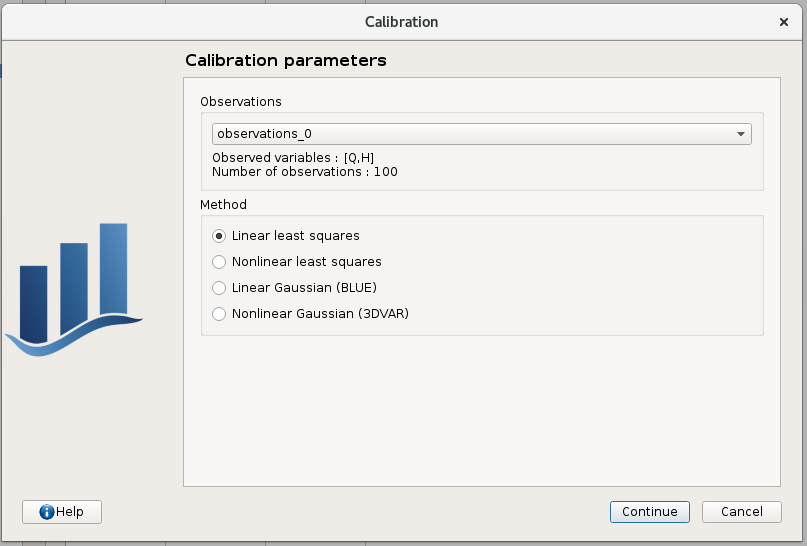 Calibration
Calibration parameters
Observations
observations_0
Observed variables : [Q,H]
Number of observations : 100
Method
Linear least squares
Nonlinear least squares
Linear Gaussian (BLUE)
Nonlinear Gaussian (3DVAR)
Help
Continue
Cancel